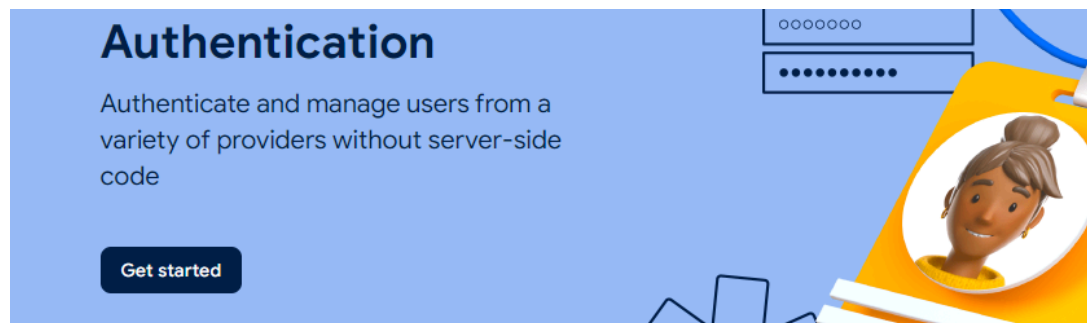 Authentication
Authenticate and manage users from a
variety of providers without server-side
code
Get started